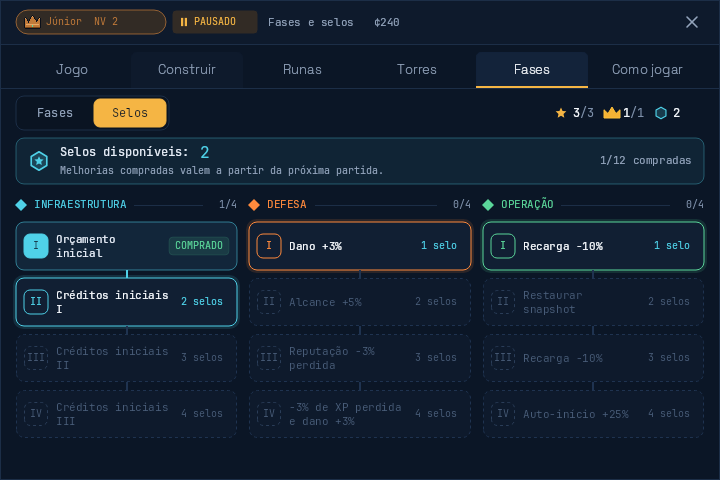 Júnior NV 2 PAUSADO Fases e selos $240
Jogo Construir Runas Torres Fases Como jogar
Fases Selos 3/3 1/1 2
Selos disponíveis: 2
Melhorias compradas valem a partir da próxima partida.
1/12 compradas
INFRAESTRUTURA 1/4
I Orçamento inicial COMPRADO
II Créditos iniciais I 2 selos
III Créditos iniciais II 3 selos
IV Créditos iniciais III 4 selos
DEFESA 0/4
I Dano +3% 1 selo
II Alcance +5% 2 selos
III Reputação -3% perdida 3 selos
IV -3% de XP perdida e dano +3% 4 selos
OPERAÇÃO 0/4
I Recarga -10% 1 selo
II Restaurar snapshot 2 selos
III Recarga -10% 3 selos
IV Auto-início +25% 4 selos